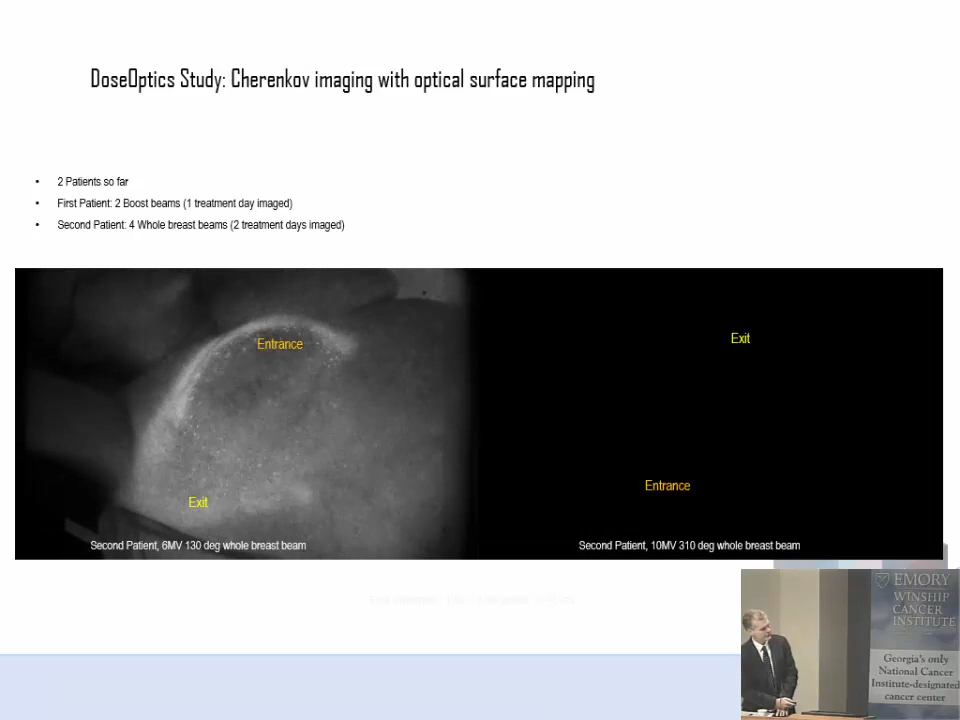 DoseOptics Study: Cherenkov imaging with optical surface mapping
• 2 Patients so far
• First Patient: 2 Boost beams (1 treatment day imaged)
• Second Patient: 4 Whole breast beams (2 treatment days imaged)
Entrance
Exit
Second Patient, 6MV 130 deg whole breast beam
Exit
Entrance
Second Patient, 10MV 310 deg whole breast beam
EMORY
WINSHIP
CANCER
INSTITUTE
Georgia's only
National Cancer
Institute-designated
cancer center